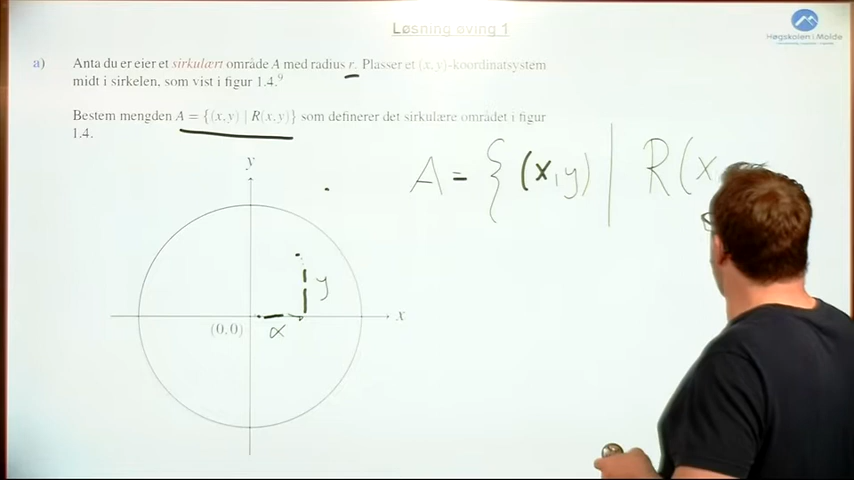 Løsning øving 1
Høgskolen i Molde
a) Anta du er eier et sirkulært område A med radius r. Plasser et (x, y)-koordinatsystem
midt i sirkelen, som vist i figur 1.4.⁹
Bestem mengden A = {(x, y) | R(x, y)} som definerer det sirkulære området i figur
1.4.
A = { (x, y) | R(x,
y
y
(0,0)
x
x